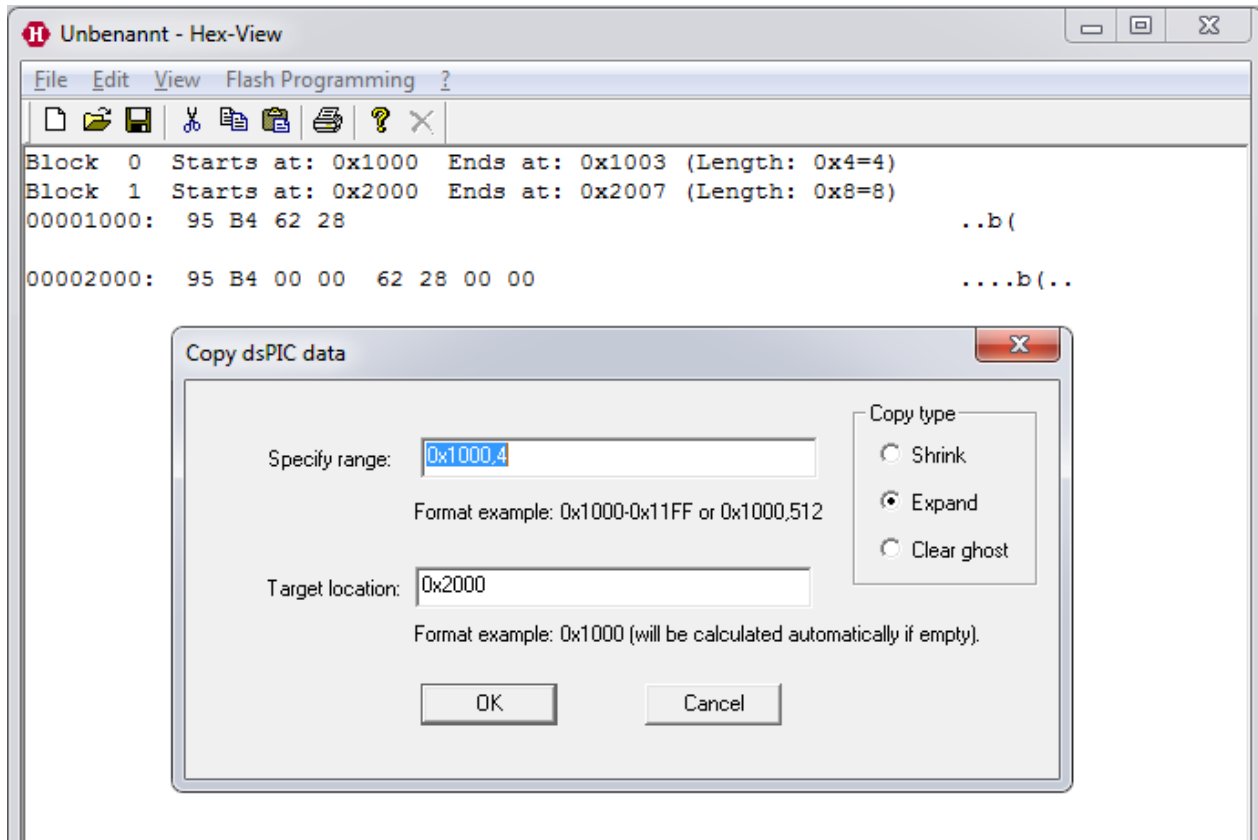 Unbenannt - Hex-View
File Edit View Flash Programming ?
Block 0 Starts at: 0x1000 Ends at: 0x1003 (Length: 0x4=4)
Block 1 Starts at: 0x2000 Ends at: 0x2007 (Length: 0x8=8)
00001000: 95 B4 62 28 ..b(
00002000: 95 B4 00 00 62 28 00 00 ....b(..
Copy dsPIC data
Copy type
Specify range: 0x1000,4
Shrink
Format example: 0x1000-0x11FF or 0x1000,512
Expand
Clear ghost
Target location: 0x2000
Format example: 0x1000 (will be calculated automatically if empty).
OK Cancel